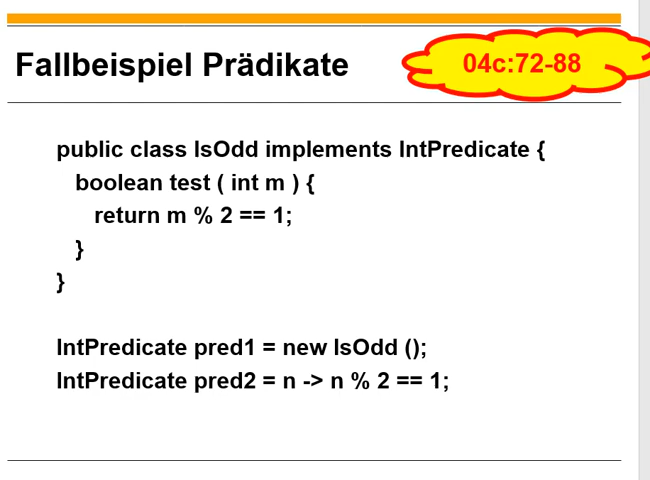 Fallbeispiel Prädikate
04c:72-88
public class IsOdd implements IntPredicate {
boolean test ( int m ) {
return m % 2 == 1;
}
}
IntPredicate pred1 = new IsOdd ();
IntPredicate pred2 = n -> n % 2 == 1;